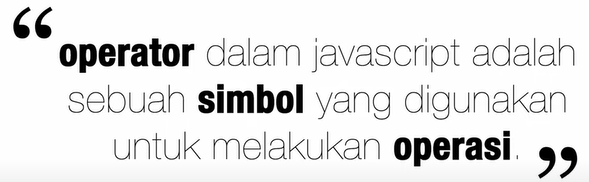 “operator dalam javascript adalah
sebuah simbol yang digunakan
untuk melakukan operasi. ”